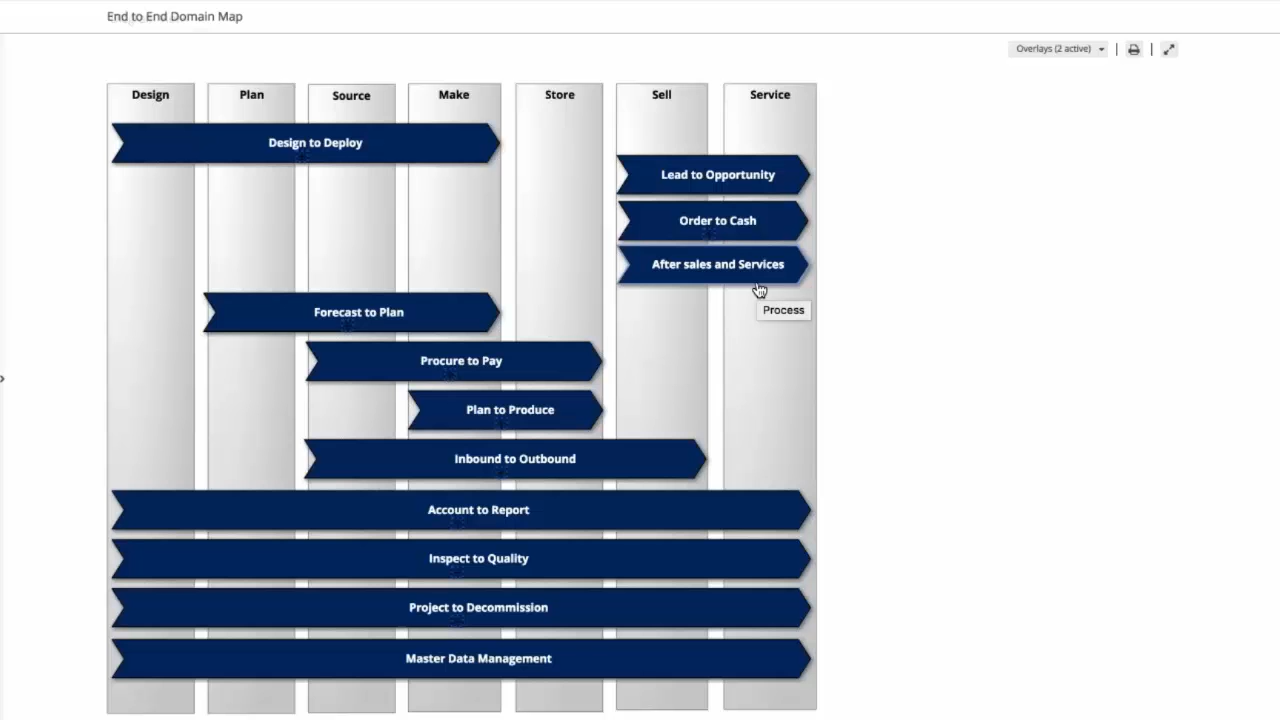 End to End Domain Map
Overlays (2 active)
Design
Plan
Source
Make
Store
Sell
Service
Design to Deploy
Lead to Opportunity
Order to Cash
After sales and Services
Process
Forecast to Plan
Procure to Pay
Plan to Produce
Inbound to Outbound
Account to Report
Inspect to Quality
Project to Decommission
Master Data Management